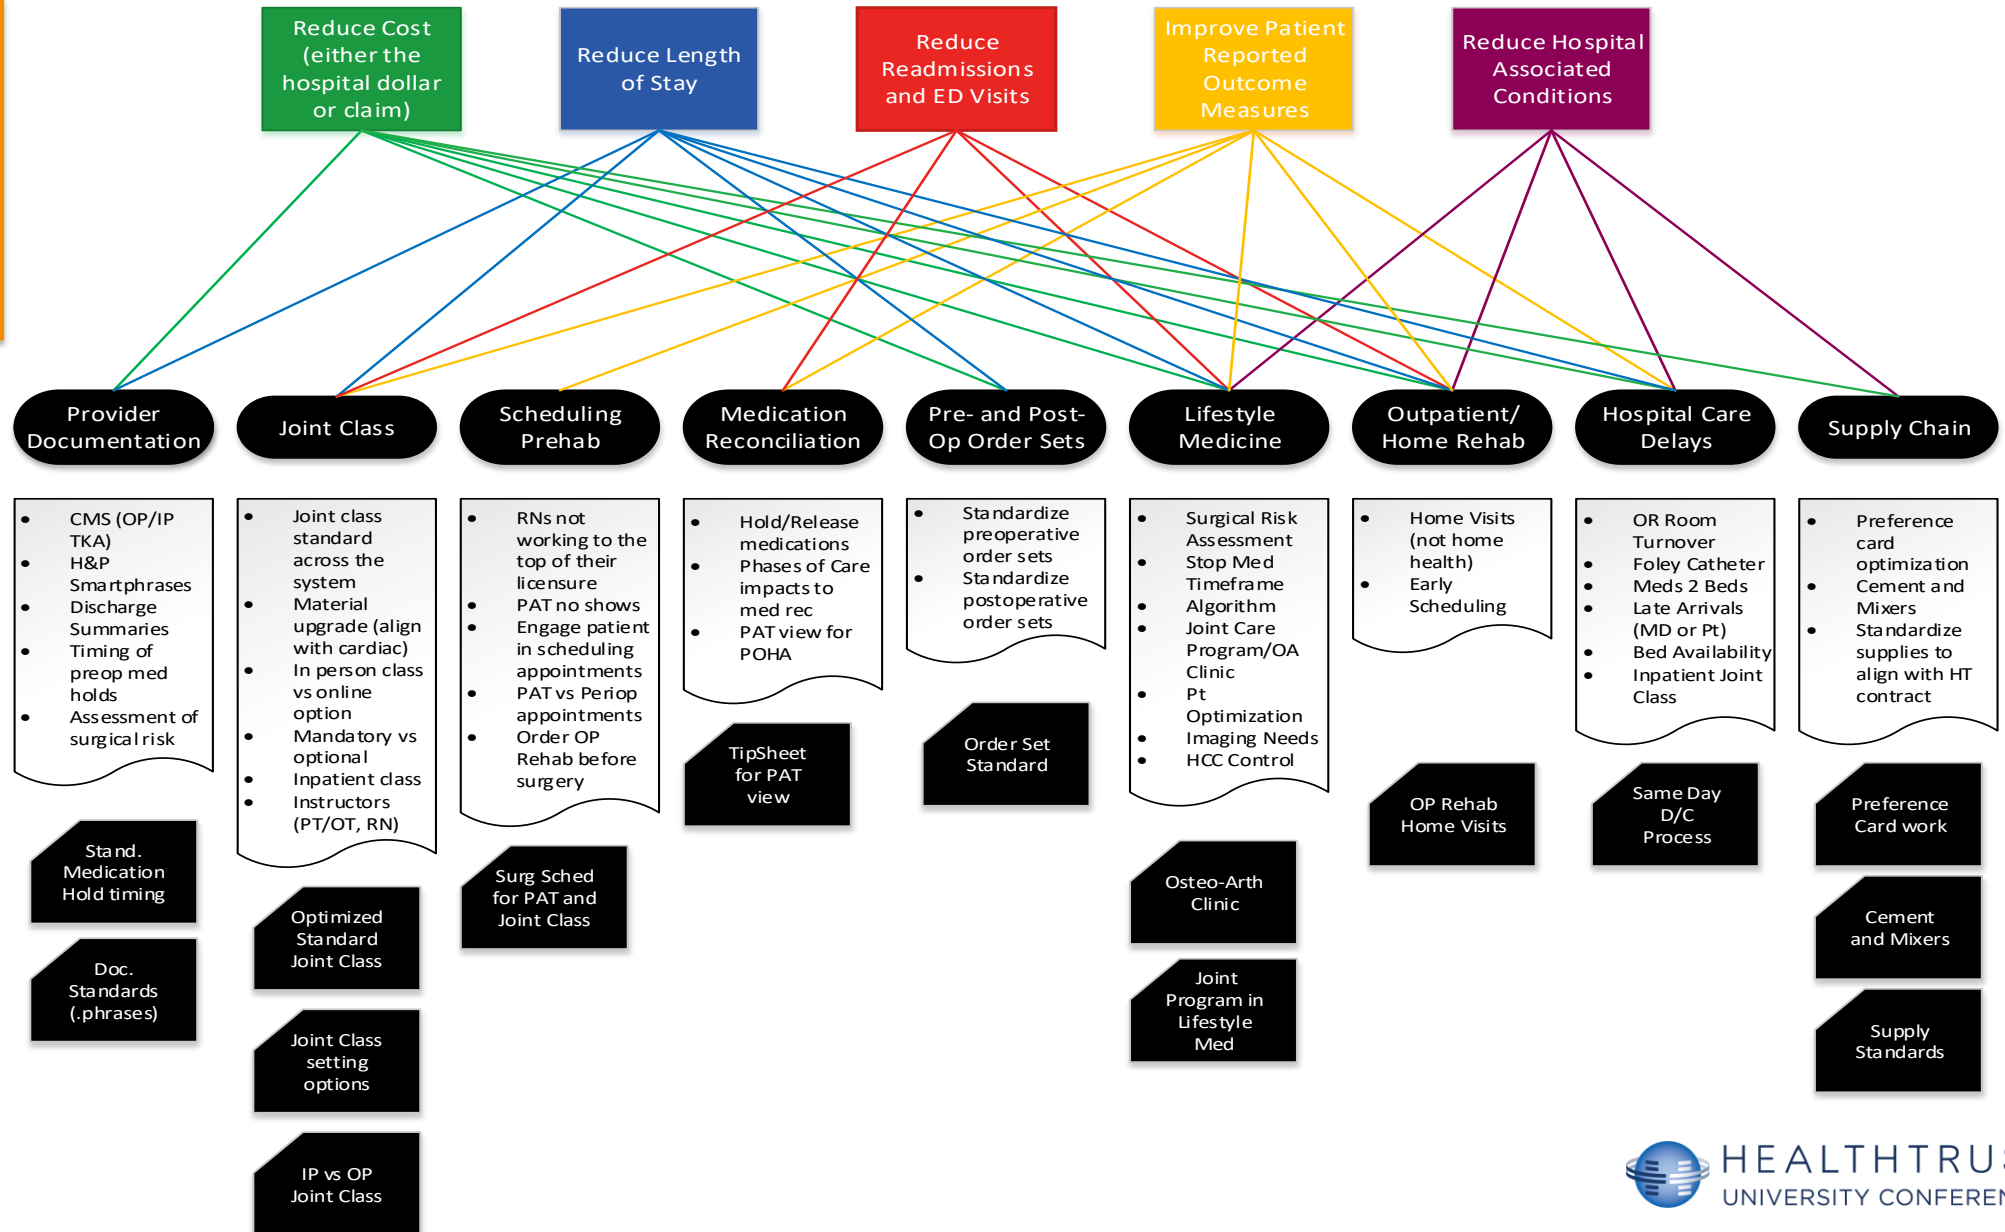 Reduce Cost
(either the
hospital dollar
or claim)
Reduce Length
of Stay
Reduce
Readmissions
and ED Visits
Improve Patient
Reported
Outcome
Measures
Reduce Hospital
Associated
Conditions
Provider
Documentation
Joint Class
Scheduling
Prehab
Medication
Reconciliation
Pre- and Post-
Op Order Sets
Lifestyle
Medicine
Outpatient/
Home Rehab
Hospital Care
Delays
Supply Chain
• CMS (OP/IP
TKA)
• H&P
Smartphrases
• Discharge
Summaries
• Timing of
preop med
holds
• Assessment of
surgical risk
• Joint class
standard
across the
system
• Material
upgrade (align
with cardiac)
• In person class
vs online
option
• Mandatory vs
optional
• Inpatient class
• Instructors
(PT/OT, RN)
• RNs not
working to the
top of their
licensure
• PAT no shows
• Engage patient
in scheduling
appointments
• PAT vs Periop
appointments
• Order OP
Rehab before
surgery
• Hold/Release
medications
• Phases of Care
impacts to
med rec
• PAT view for
POHA
• Standardize
preoperative
order sets
• Standardize
postoperative
order sets
• Surgical Risk
Assessment
• Stop Med
Timeframe
• Algorithm
• Joint Care
Program/OA
Clinic
• Pt
Optimization
• Imaging Needs
• HCC Control
• Home Visits
(not home
health)
• Early
Scheduling
• OR Room
Turnover
• Foley Catheter
• Meds 2 Beds
• Late Arrivals
(MD or Pt)
• Bed Availability
• Inpatient Joint
Class
• Preference
card
optimization
• Cement and
Mixers
• Standardize
supplies to
align with HT
contract
Stand.
Medication
Hold timing
Doc.
Standards
(.phrases)
Optimized
Standard
Joint Class
Joint Class
setting
options
IP vs OP
Joint Class
Surg Sched
for PAT and
Joint Class
TipSheet
for PAT
view
Order Set
Standard
Osteo-Arth
Clinic
Joint
Program in
Lifestyle
Med
OP Rehab
Home Visits
Same Day
D/C
Process
Preference
Card work
Cement
and Mixers
Supply
Standards
HEALTHTRUS
UNIVERSITY CONFEREN